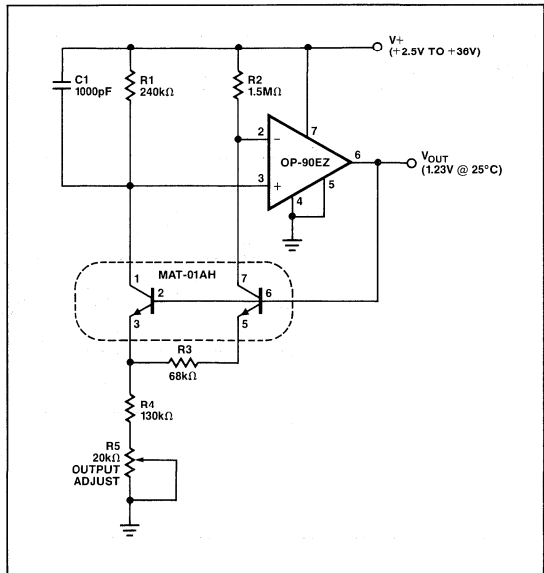 V+
(+2.5V TO +36V)
C1
1000pF
R1
240kΩ
R2
1.5MΩ
2
−
7
OP-90EZ
6
VOUT
(1.23V @ 25°C)
3
+
4
5
MAT-01AH
1
2
3
7
6
5
R3
68kΩ
R4
130kΩ
R5
20kΩ
OUTPUT
ADJUST